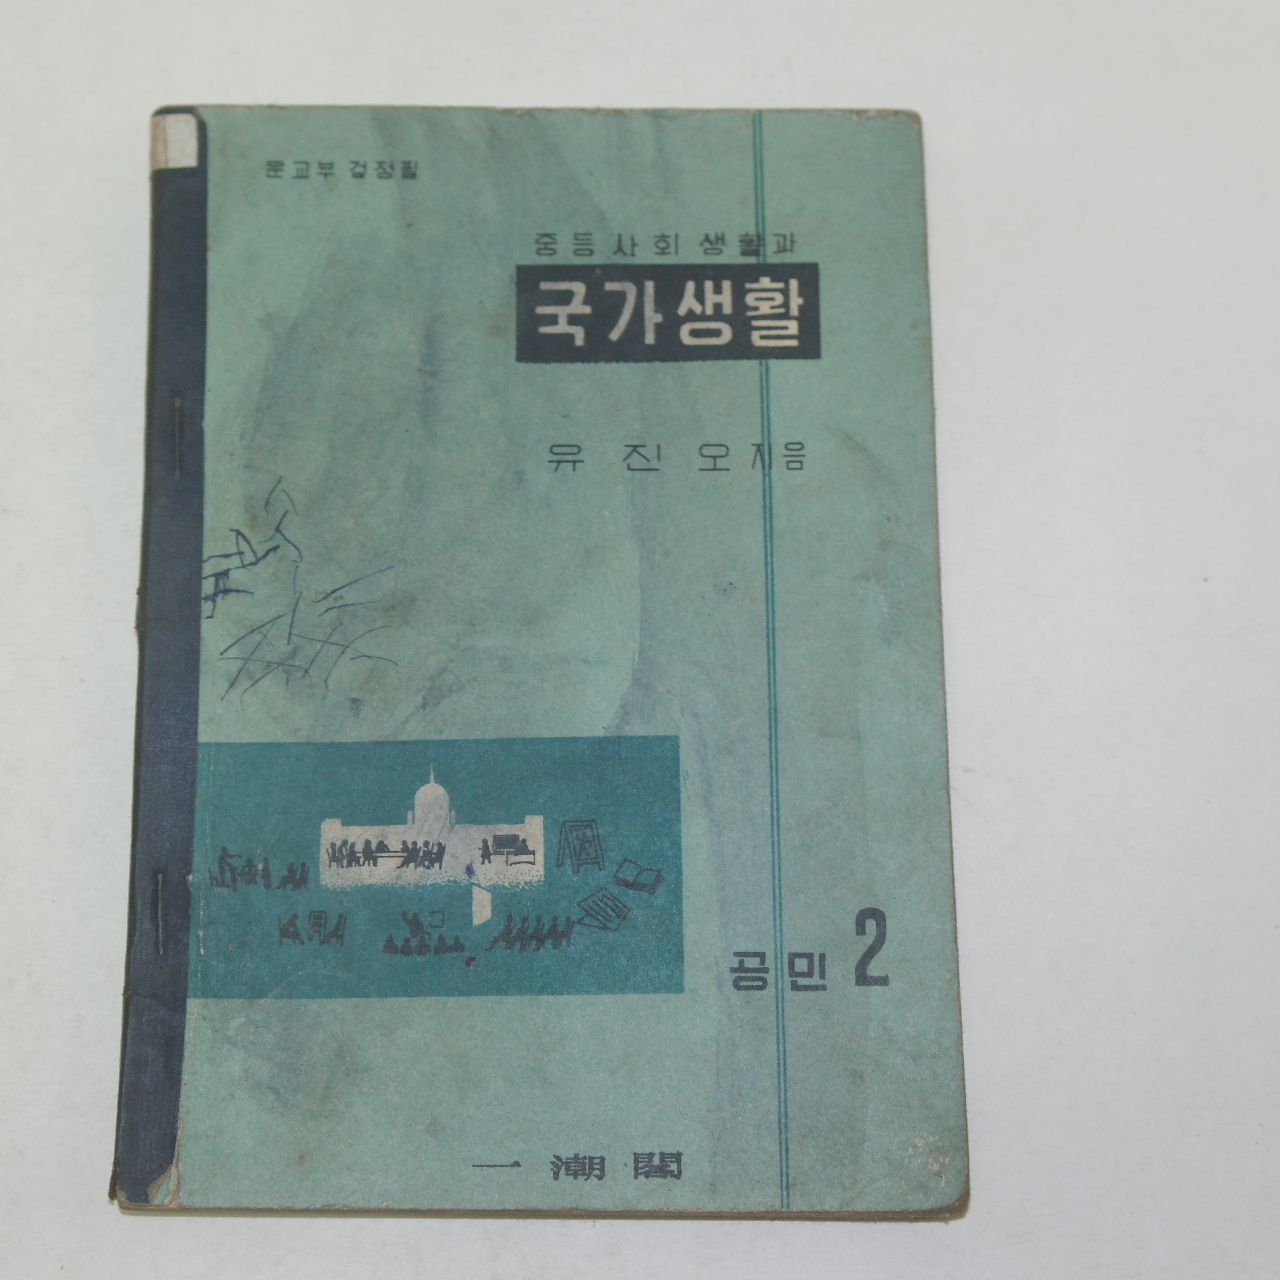 문교부 검정필
중등사회생활과
국가생활
유진오 지음
공민 2
一潮閣